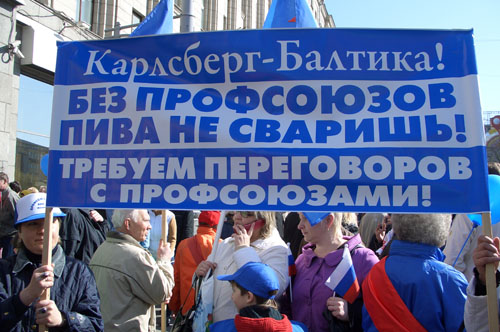 Карлсберг-Балтика!
БЕЗ ПРОФСОЮЗОВ
ПИВА НЕ СВАРИШЬ!
ТРЕБУЕМ ПЕРЕГОВОРОВ
С ПРОФСОЮЗАМИ!